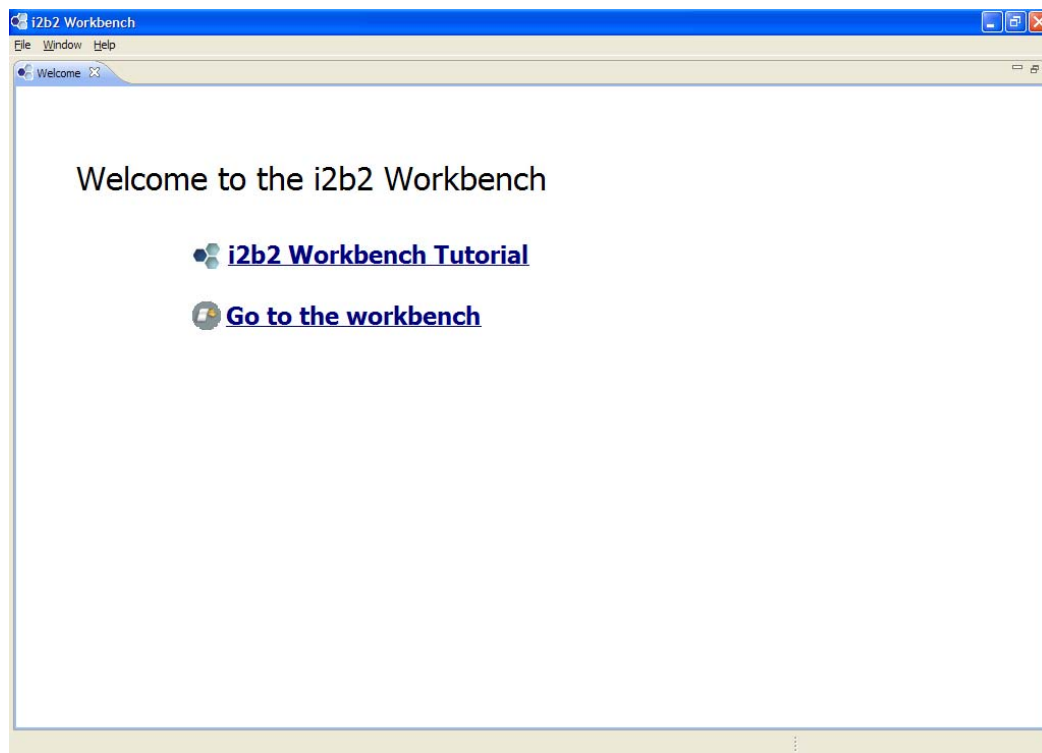 i2b2 Workbench
File Window Help
Welcome
Welcome to the i2b2 Workbench
i2b2 Workbench Tutorial
Go to the workbench